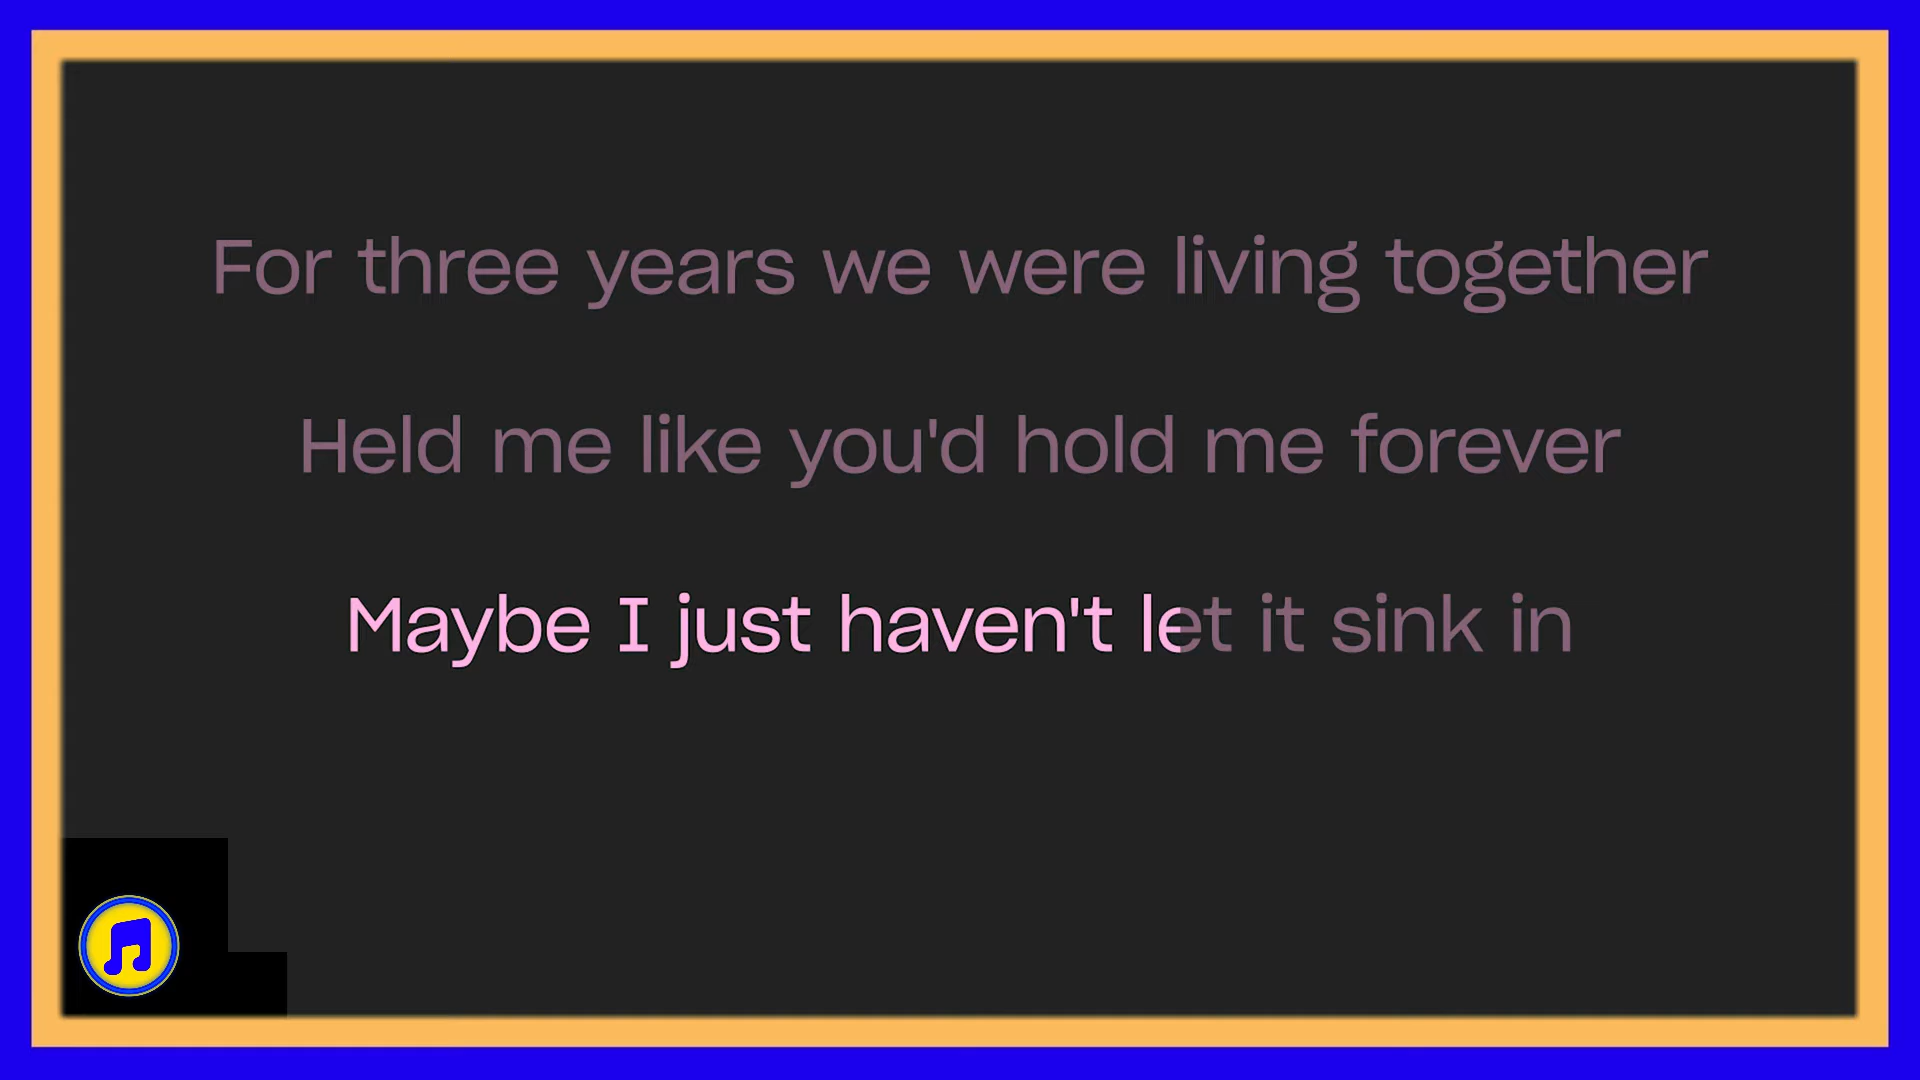 For three years we were living together
Held me like you'd hold me forever
Maybe I just haven't let it sink in